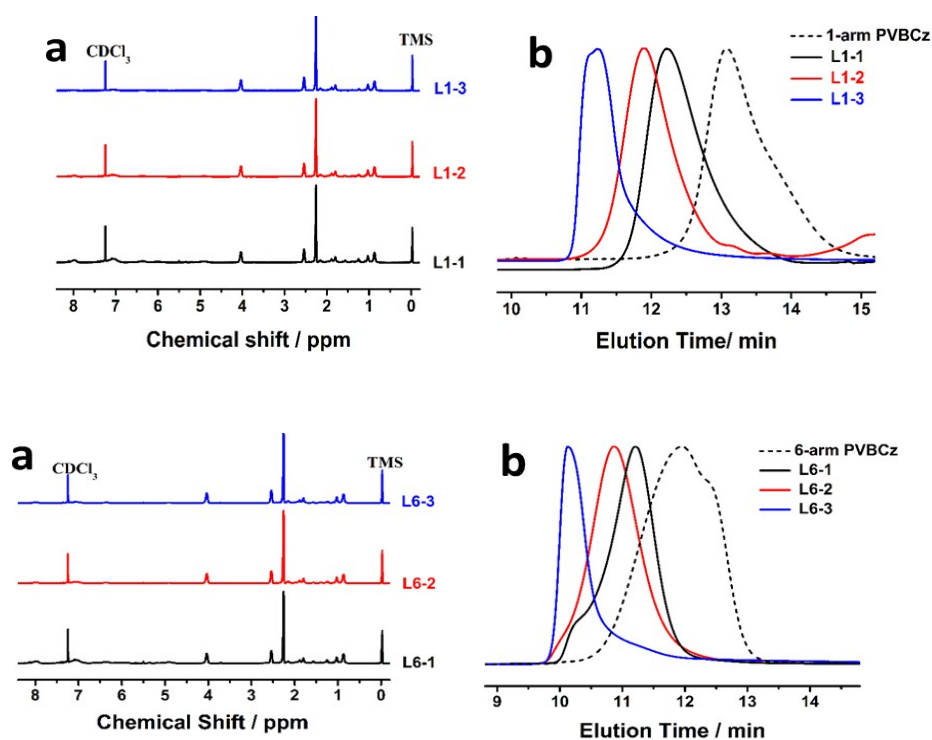 a
CDCl3
TMS
L1-3
L1-2
L1-1
8 7 6 5 4 3 2 1 0
Chemical shift / ppm
b
1-arm PVBCz
L1-1
L1-2
L1-3
10 11 12 13 14 15
Elution Time/ min
a
CDCl3
TMS
L6-3
L6-2
L6-1
8 7 6 5 4 3 2 1 0
Chemical Shift / ppm
b
6-arm PVBCz
L6-1
L6-2
L6-3
9 10 11 12 13 14
Elution Time / min